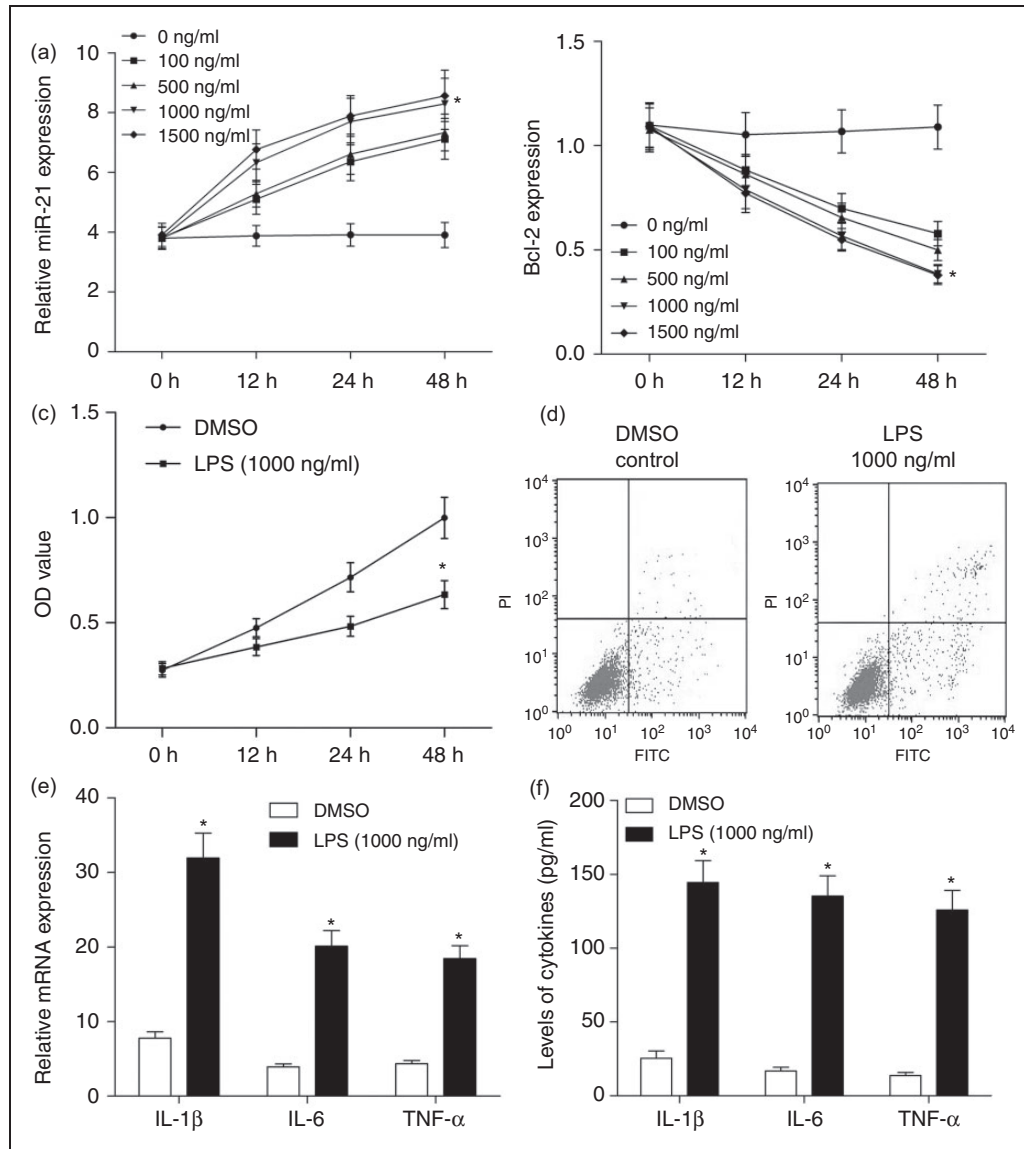 (a)
0 ng/ml
100 ng/ml
500 ng/ml
1000 ng/ml
1500 ng/ml
Relative miR-21 expression
10
8
6
4
2
0
*
0 h 12 h 24 h 48 h
Bcl-2 expression
1.5
1.0
0.5
0.0
0 ng/ml
100 ng/ml
500 ng/ml
1000 ng/ml
1500 ng/ml
*
0 h 12 h 24 h 48 h
(c)
DMSO
LPS (1000 ng/ml)
OD value
1.0
0.5
0.0
*
0 h 12 h 24 h 48 h
(d)
DMSO
control
PI
10⁴
10³
10²
10¹
10⁰
10⁰ 10¹ 10² 10³ 10⁴
FITC
LPS
1000 ng/ml
PI
10⁴
10³
10²
10¹
10⁰
10⁰ 10¹ 10² 10³ 10⁴
FITC
(e)
DMSO
LPS (1000 ng/ml)
Relative mRNA expression
40
30
20
10
0
* * *
IL-1β IL-6 TNF-α
(f)
DMSO
LPS (1000 ng/ml)
Levels of cytokines (pg/ml)
200
150
100
50
0
* * *
IL-1β IL-6 TNF-α